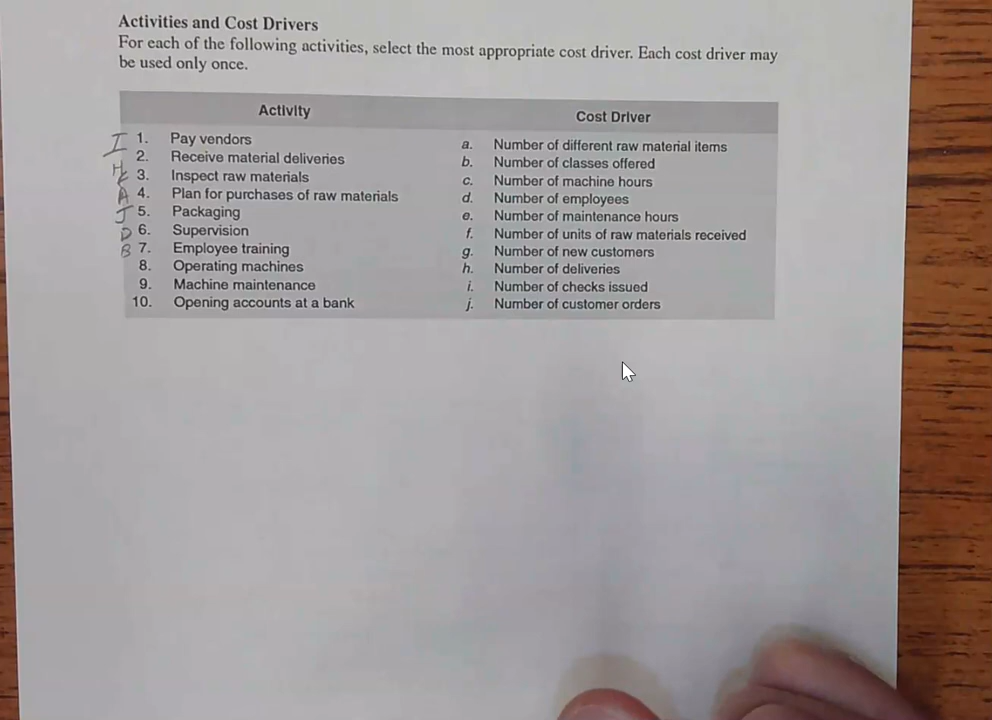 Activities and Cost Drivers
For each of the following activities, select the most appropriate cost driver. Each cost driver may
be used only once.
Activity Cost Driver
I 1. Pay vendors a. Number of different raw material items
H 2. Receive material deliveries b. Number of classes offered
3. Inspect raw materials c. Number of machine hours
A 4. Plan for purchases of raw materials d. Number of employees
J 5. Packaging e. Number of maintenance hours
D 6. Supervision f. Number of units of raw materials received
B 7. Employee training g. Number of new customers
8. Operating machines h. Number of deliveries
9. Machine maintenance i. Number of checks issued
10. Opening accounts at a bank j. Number of customer orders